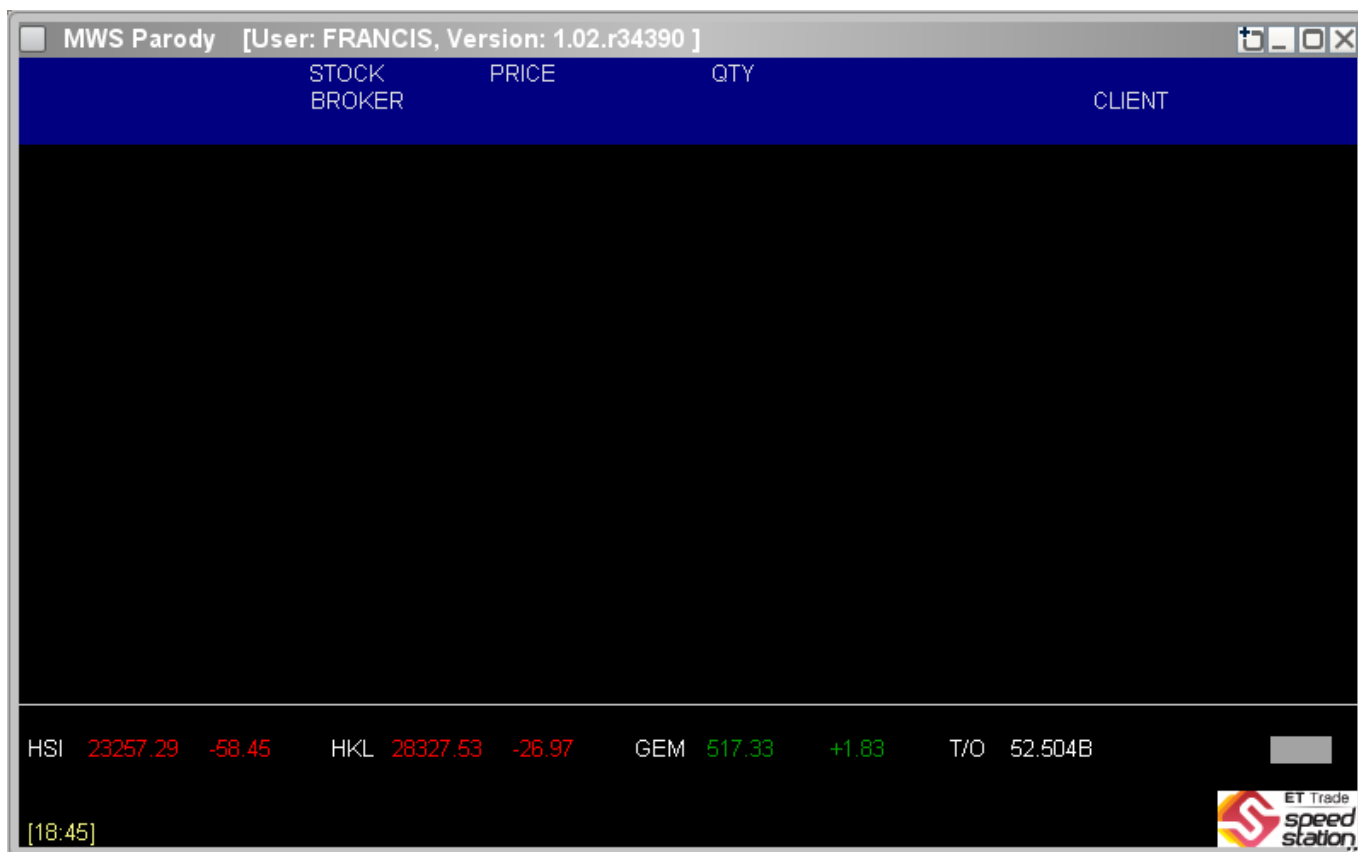 MWS Parody [User: FRANCIS, Version: 1.02.r34390 ]
STOCK PRICE QTY
BROKER CLIENT
HSI 23257.29 -58.45 HKL 28327.53 -26.97 GEM 517.33 +1.83 T/O 52.504B
[18:45]
ET Trade
speed
station